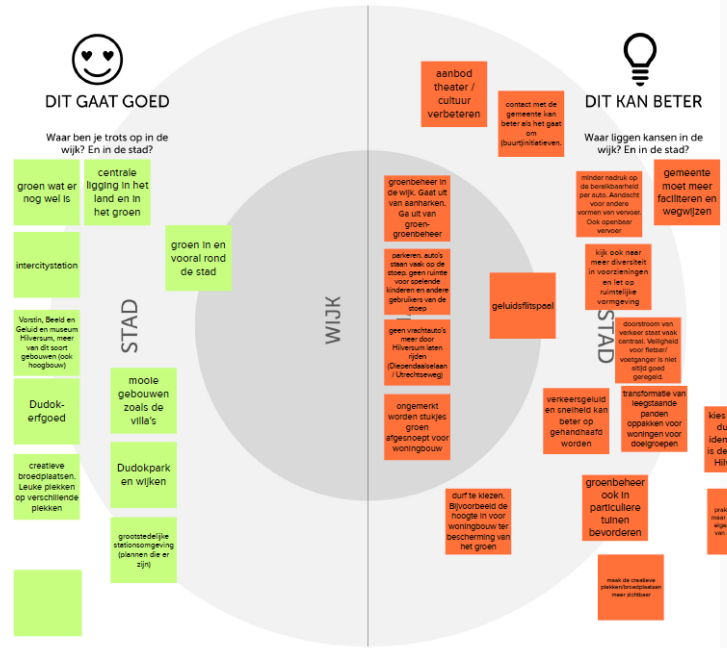 DIT GAAT GOED
Waar ben je trots op in de
wijk? En in de stad?
groen wat er
nog wel is
centrale
ligging in het
land en in
het groen
intercitystation
groen in en
vooral rond
de stad
Vorstin, Beeld en
Geluid en museum
Hilversum, meer
van dit soort
gebouwen (ook
hoogbouw)
STAD
Dudok-
erfgoed
mooie
gebouwen
zoals de
villa's
creatieve
broedplaatsen.
Leuke plekken
op verschillende
plekken
Dudokpark
en wijken
grootstedelijke
stationsomgeving
(plannen die er
zijn)
WIJK
DIT KAN BETER
Waar liggen kansen in de
wijk? En in de stad?
aanbod
theater /
cultuur
verbeteren
contact met de
gemeente kan
beter als het gaat
om
(buurt)initiatieven.
groenbeheer in
de wijk. Gaat uit
van aanharken.
Ga uit van
groen-
groenbeheer
minder nadruk op
de bereikbaarheid
per auto. Aandacht
voor andere
vormen van vervoer.
Ook openbaar
vervoer
gemeente
moet meer
faciliteren en
wegwijzen
parkeren, auto's
staan vaak op de
stoep. geen ruimte
voor spelende
kinderen en andere
gebruikers van de
stoep
geluidsflitspaal
kijk ook naar
meer diversiteit
in voorzieningen
en let op
ruimtelijke
vormgeving
STAD
geen vrachtauto's
meer door
Hilversum laten
rijden
(Diependaalselaan
/ Utrechtseweg)
doorstroom van
verkeer staat vaak
centraal. Veiligheid
voor fietser/
voetganger is niet
altijd goed
geregeld.
ongemerkt
worden stukjes
groen
afgesnoept voor
woningbouw
verkeersgeluid
en snelheid kan
beter op
gehandhaafd
worden
transformatie van
leegstaande
panden
oppakken voor
woningen voor
doelgroepen
kies
du
iden
is de
Hilv
durf te kiezen.
Bijvoorbeeld de
hoogte in voor
woningbouw ter
bescherming van
het groen
groenbeheer
ook in
particuliere
tuinen
bevorderen
prak
maar
eige
van
maak de creatieve
plekken/broedplaatsen
meer zichtbaar